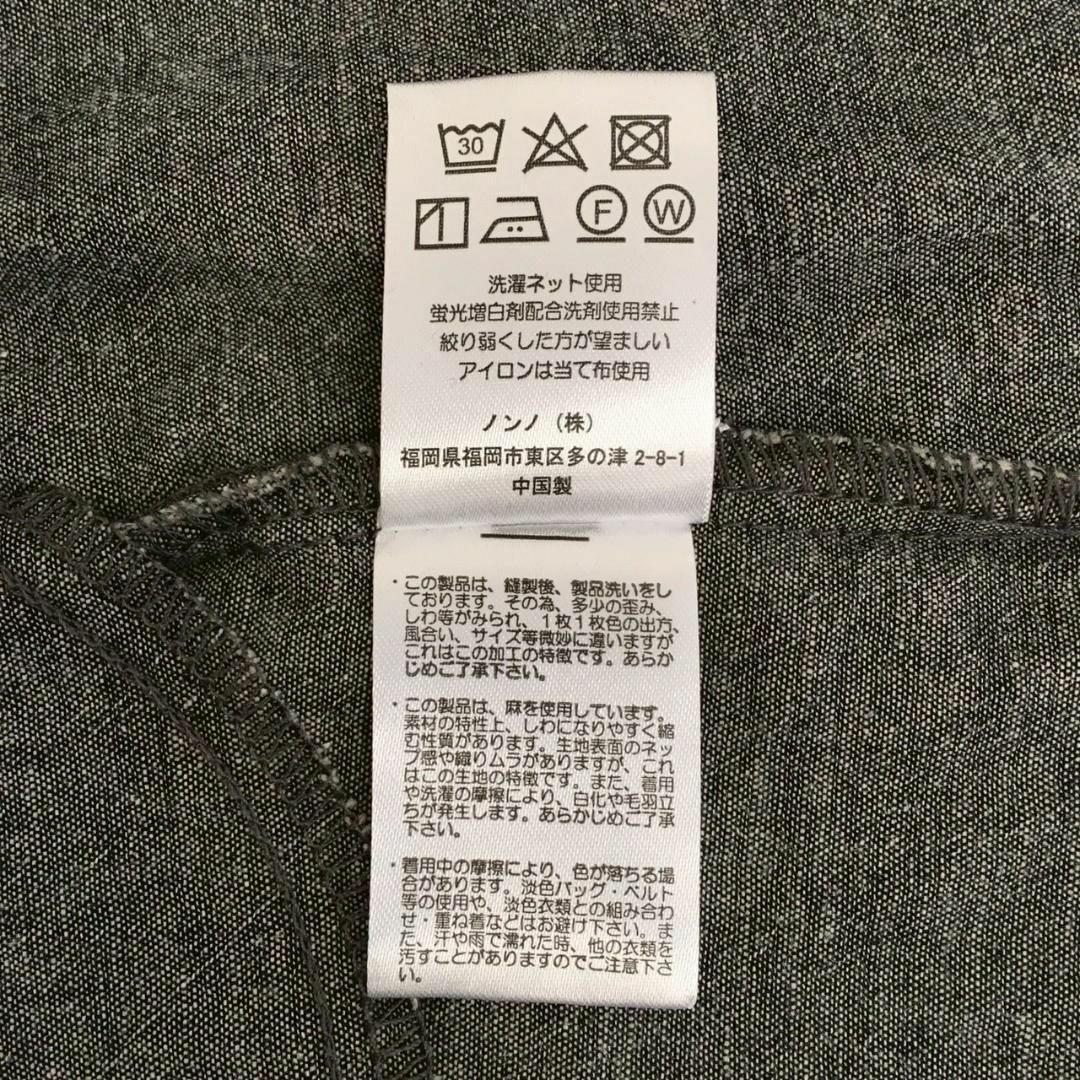 30
F W
洗濯ネット使用
蛍光増白剤配合洗剤使用禁止
絞り弱くした方が望ましい
アイロンは当て布使用
ノンノ（株）
福岡県福岡市東区多の津 2-8-1
中国製
・この製品は、縫製後、製品洗いをし
ております。その為、多少の歪み、
しわ等がみられ、1枚1枚色の出方、
風合い、サイズ等微妙に違いますが
これはこの加工の特徴です。あらか
じめご了承下さい。
・この製品は、麻を使用しています。
素材の特性上、しわになりやすく縮
む性質があります。生地表面のネッ
プ感や織りムラがありますが、これ
はこの生地の特徴です。また、着用
や洗濯の摩擦により、白化や毛羽立
ちが発生します。あらかじめご了承
下さい。
・着用中の摩擦により、色が落ちる場
合があります。淡色バッグ・ベルト
等の使用や、淡色衣類との組み合わ
せ・重ね着などはお避け下さい。ま
た、汗や雨で濡れた時、他の衣類を
汚すことがありますのでご注意下さ
い。